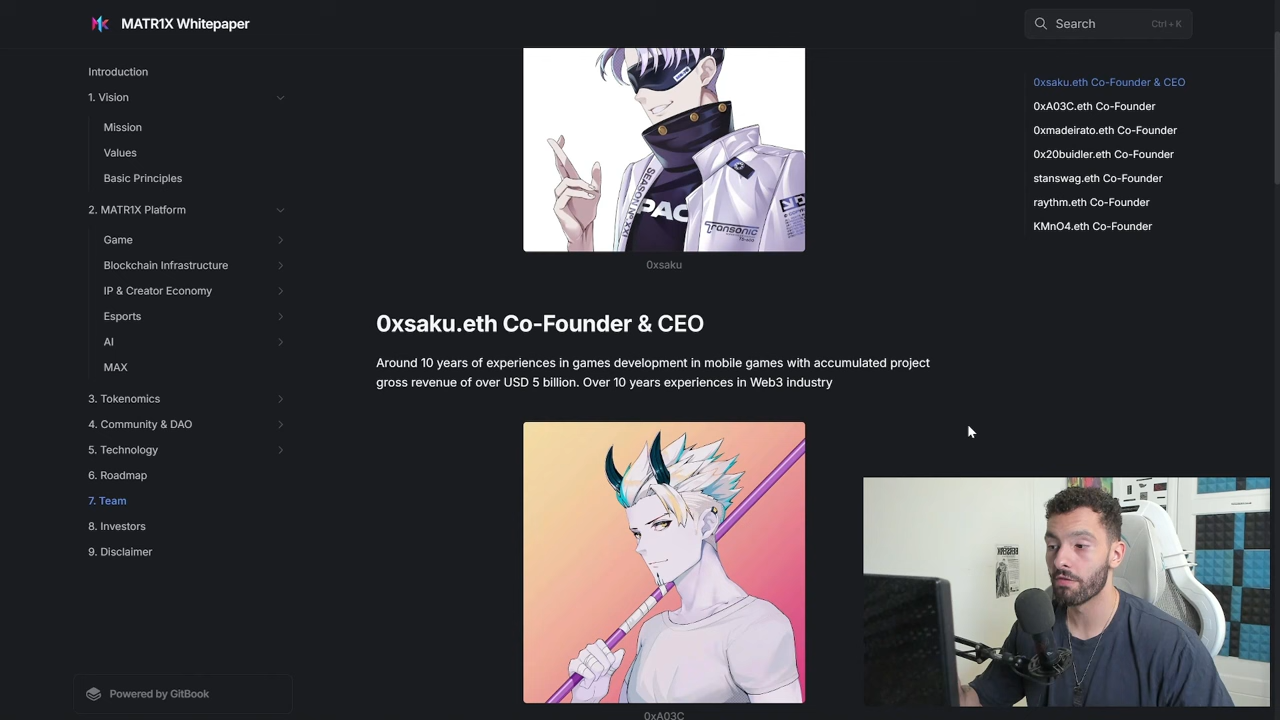 MATR1X Whitepaper
Search
Ctrl + K
Introduction
1. Vision
Mission
Values
Basic Principles
2. MATR1X Platform
Game
Blockchain Infrastructure
IP & Creator Economy
Esports
AI
MAX
3. Tokenomics
4. Community & DAO
5. Technology
6. Roadmap
7. Team
8. Investors
9. Disclaimer
Powered by GitBook
SEASON
PAC
Transonic
0xsaku
0xsaku.eth Co-Founder & CEO
Around 10 years of experiences in games development in mobile games with accumulated project
gross revenue of over USD 5 billion. Over 10 years experiences in Web3 industry
0xA03C
0xsaku.eth Co-Founder & CEO
0xA03C.eth Co-Founder
0xmadeirato.eth Co-Founder
0x20buidler.eth Co-Founder
stanswag.eth Co-Founder
raythm.eth Co-Founder
KMnO4.eth Co-Founder